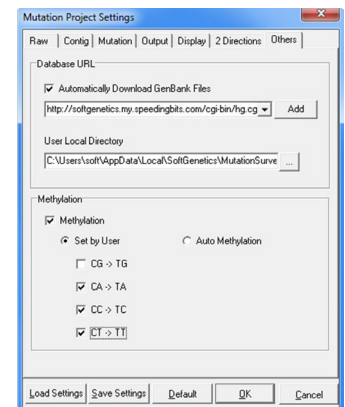 Mutation Project Settings
Raw Contig Mutation Output Display 2 Directions Others
Database URL
Automatically Download GenBank Files
http://softgenetics.my.speedingbits.com/cgi-bin/hg.cg Add
User Local Directory
C:\Users\soft\AppData\Local\SoftGenetics\MutationSurve ...
Methylation
Methylation
Set by User Auto Methylation
CG -> TG
CA -> TA
CC -> TC
CT -> TT
Load Settings Save Settings Default OK Cancel